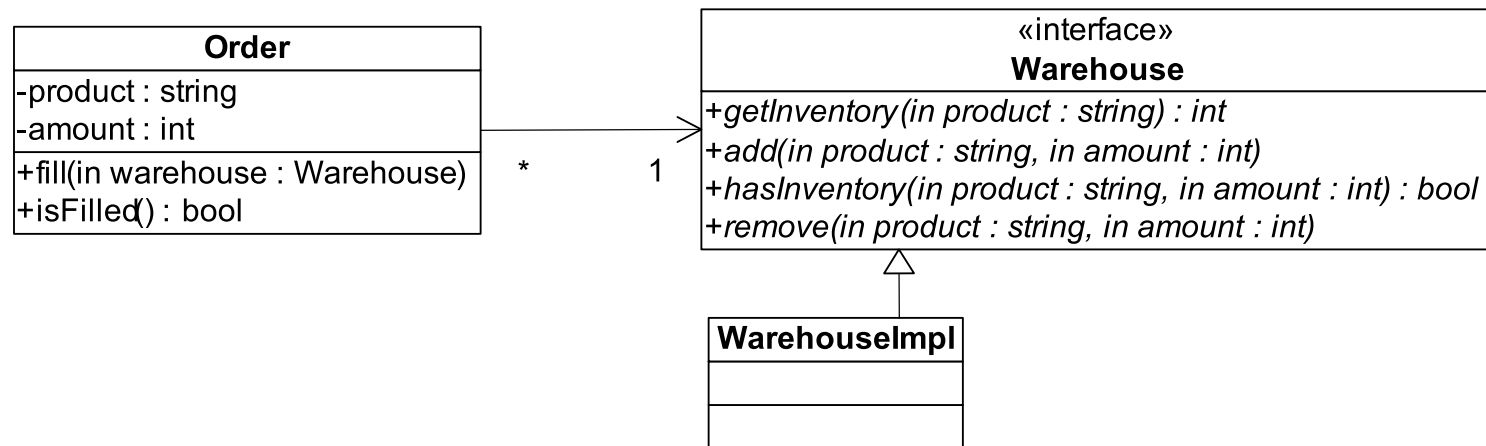 Order
-product : string
-amount : int
+fill(in warehouse : Warehouse)
+isFilled() : bool
*
1
«interface»
Warehouse
+getInventory(in product : string) : int
+add(in product : string, in amount : int)
+hasInventory(in product : string, in amount : int) : bool
+remove(in product : string, in amount : int)
WarehouseImpl